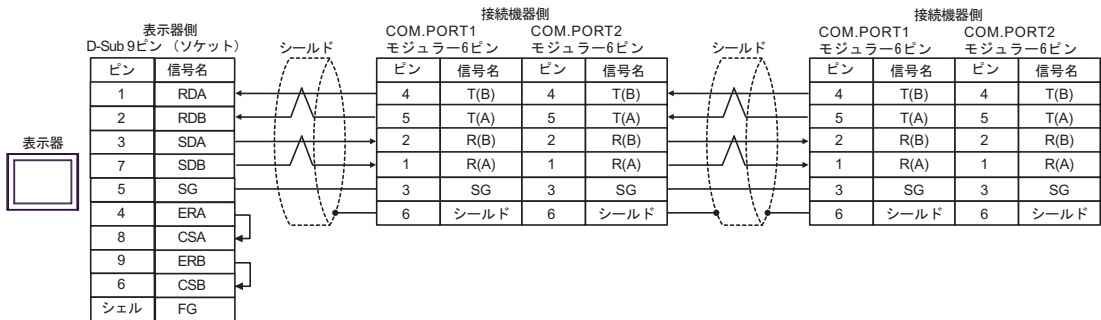 表示器
表示器側
D-Sub 9ピン （ソケット）
ピン 信号名
1 RDA
2 RDB
3 SDA
7 SDB
5 SG
4 ERA
8 CSA
9 ERB
6 CSB
シェル FG
シールド
接続機器側
COM.PORT1 COM.PORT2
モジュラー6ピン モジュラー6ピン
ピン 信号名 ピン 信号名
4 T(B) 4 T(B)
5 T(A) 5 T(A)
2 R(B) 2 R(B)
1 R(A) 1 R(A)
3 SG 3 SG
6 シールド 6 シールド
シールド
接続機器側
COM.PORT1 COM.PORT2
モジュラー6ピン モジュラー6ピン
ピン 信号名 ピン 信号名
4 T(B) 4 T(B)
5 T(A) 5 T(A)
2 R(B) 2 R(B)
1 R(A) 1 R(A)
3 SG 3 SG
6 シールド 6 シールド